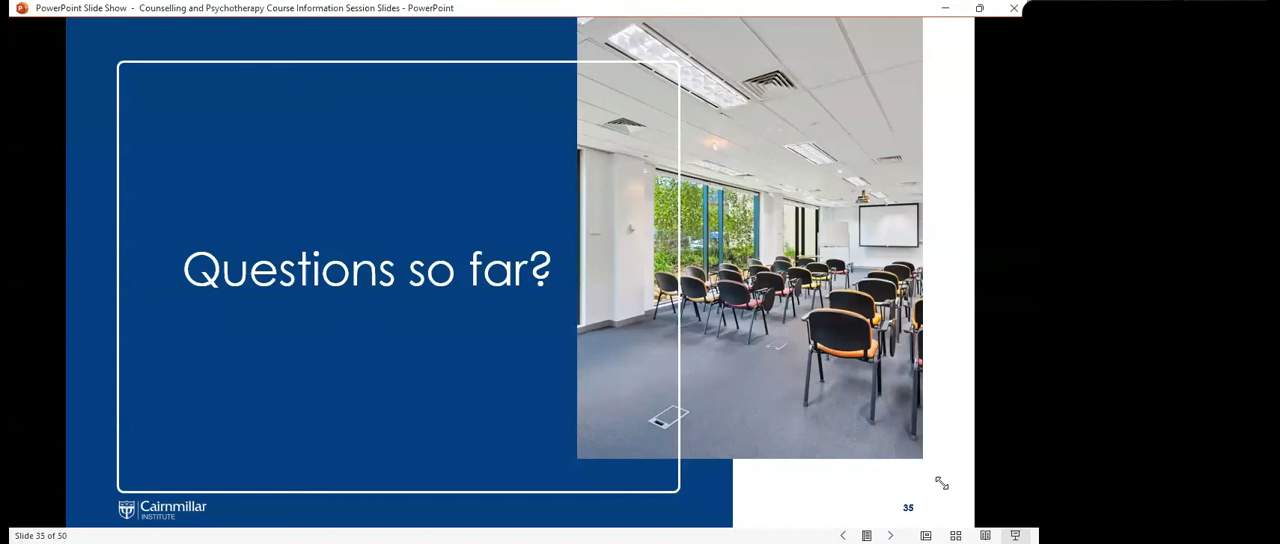 PowerPoint Slide Show - Counselling and Psychotherapy Course Information Session Slides - PowerPoint
Questions so far?
Cairnmillar
INSTITUTE
35
Slide 35 of 50